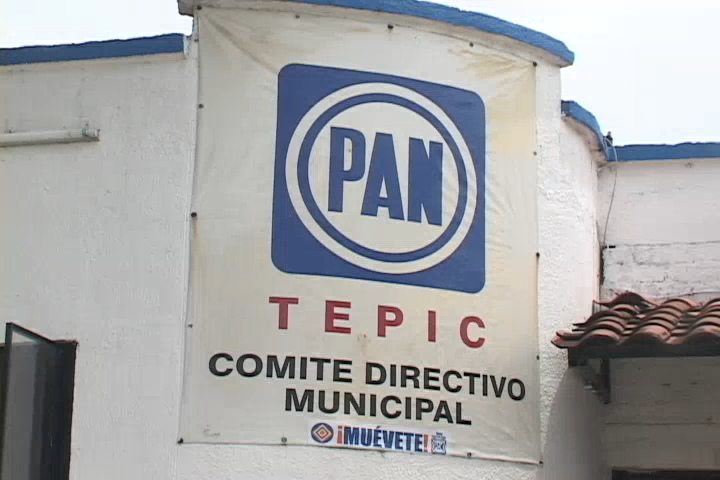 PAN
TEPIC
COMITE DIRECTIVO
MUNICIPAL
¡MUÉVETE!